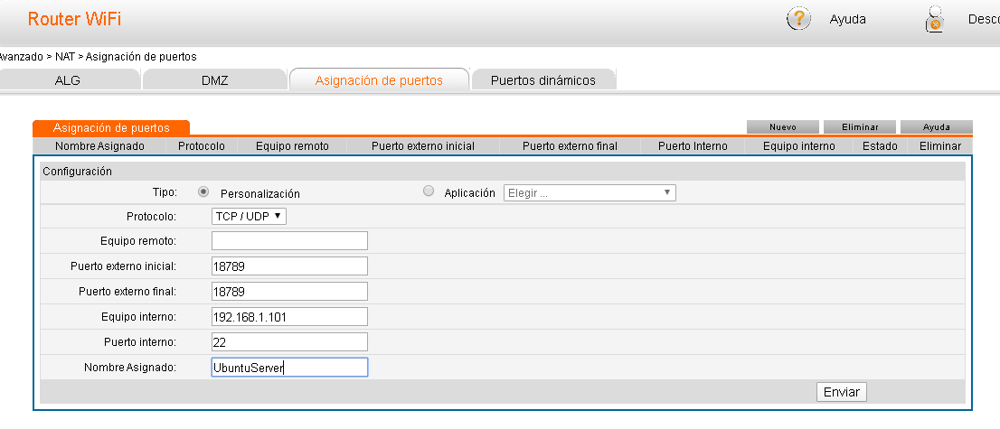 Router WiFi
Ayuda
Avanzado > NAT > Asignación de puertos
ALG
DMZ
Asignación de puertos
Puertos dinámicos
Asignación de puertos
Nuevo
Eliminar
Ayuda
Nombre Asignado Protocolo Equipo remoto Puerto externo inicial Puerto externo final Puerto Interno Equipo interno Estado Eliminar
Configuración
Tipo: Personalización Aplicación Elegir ...
Protocolo: TCP / UDP
Equipo remoto:
Puerto externo inicial: 18789
Puerto externo final: 18789
Equipo interno: 192.168.1.101
Puerto interno: 22
Nombre Asignado: UbuntuServer
Enviar